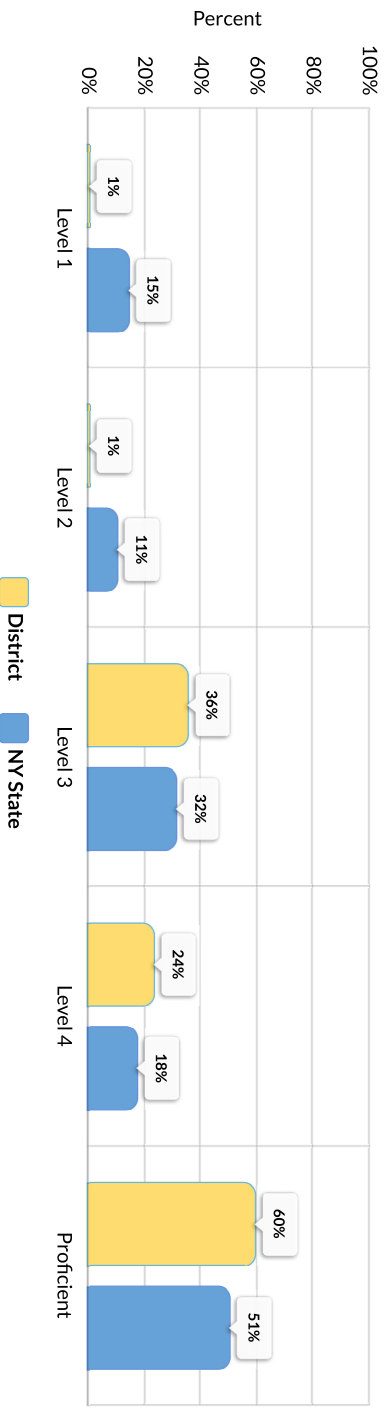 Percent
100%
80%
60%
40%
20%
0%
1%
15%
1%
11%
36%
32%
24%
18%
60%
51%
Level 1
Level 2
Level 3
Level 4
Proficient
District
NY State